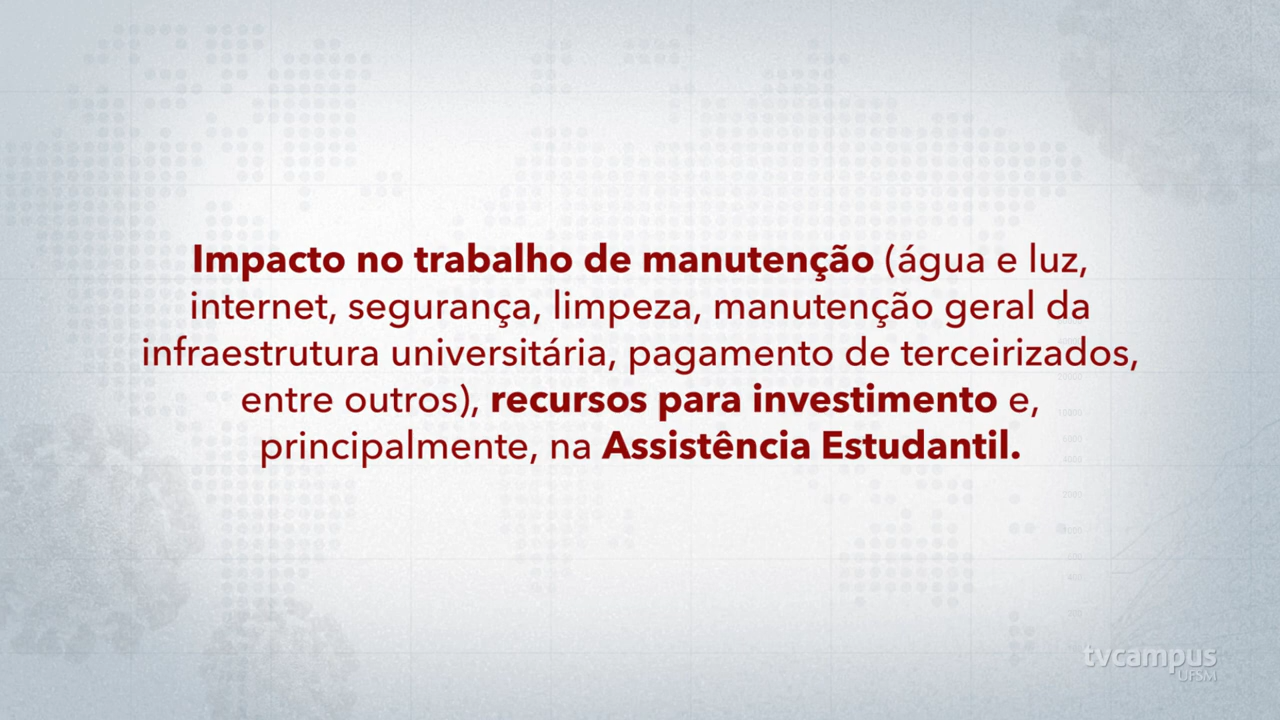 Impacto no trabalho de manutenção (água e luz,
internet, segurança, limpeza, manutenção geral da
infraestrutura universitária, pagamento de terceirizados,
entre outros), recursos para investimento e,
principalmente, na Assistência Estudantil.
tvcampus
UFSM